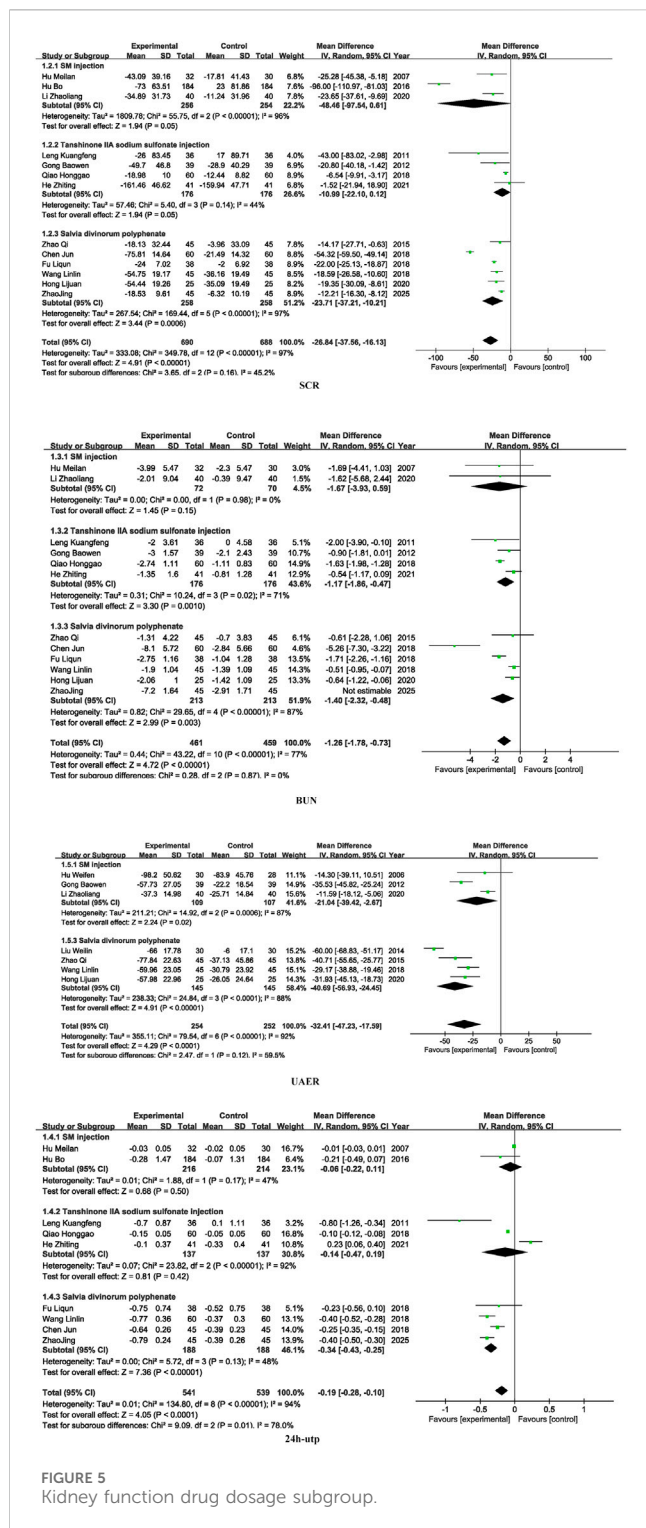 Experimental Control Mean Difference Mean Difference
Study or Subgroup Mean SD Total Mean SD Total Weight IV, Random, 95% CI Year IV, Random, 95% CI
1.2.1 SM injection
Hu Meilan -43.09 39.16 32 -17.81 41.43 30 6.8% -25.28 [-45.38, -5.18] 2007
Hu Bo -73 63.51 184 23 81.86 184 7.6% -96.00 [-110.97, -81.03] 2016
Li Zhaoliang -34.89 31.73 40 -11.24 31.96 40 7.8% -23.65 [-37.61, -9.69] 2020
Subtotal (95% CI) 256 254 22.2% -48.46 [-97.54, 0.61]
Heterogeneity: Tau² = 1809.78; Chi² = 55.75, df = 2 (P < 0.00001); I² = 96%
Test for overall effect: Z = 1.94 (P = 0.05)
1.2.2 Tanshinone IIA sodium sulfonate injection
Leng Kuangfeng -26 83.45 36 17 89.71 36 3.4% -43.00 [-83.02, -2.98] 2011
Gong Baowen -49.7 46.8 39 -28.9 40.29 39 6.9% -20.80 [-40.18, -1.42] 2012
Qiao Honggao -18.98 10 60 -12.44 8.82 60 9.5% -6.54 [-9.91, -3.17] 2018
He Zhiting -161.46 46.62 41 -159.94 47.71 41 6.8% -1.52 [-21.94, 18.90] 2021
Subtotal (95% CI) 176 176 26.6% -10.99 [-22.10, 0.12]
Heterogeneity: Tau² = 57.46; Chi² = 5.40, df = 3 (P = 0.14); I² = 44%
Test for overall effect: Z = 1.94 (P = 0.05)
1.2.3 Salvia divinorum polyphenate
Zhao Qi -18.13 32.44 45 -3.96 33.09 45 7.8% -14.17 [-27.71, -0.63] 2015
Chen Jun -75.81 14.64 60 -21.49 14.32 60 9.3% -54.32 [-59.50, -49.14] 2018
Fu Liqun -24 7.02 38 -2 6.92 38 9.5% -22.00 [-25.13, -18.87] 2018
Wang Linlin -54.75 19.17 45 -36.16 19.49 45 9.0% -18.59 [-26.58, -10.60] 2018
Hong Lijuan -54.44 19.26 25 -35.09 19.49 25 8.5% -19.35 [-30.09, -8.61] 2020
ZhaoJing -18.53 9.61 45 -6.32 10.19 45 9.4% -12.21 [-16.30, -8.12] 2025
Subtotal (95% CI) 258 258 51.2% -23.71 [-37.21, -10.21]
Heterogeneity: Tau² = 267.54; Chi² = 169.44, df = 5 (P < 0.00001); I² = 97%
Test for overall effect: Z = 3.44 (P = 0.0006)
Total (95% CI) 690 688 100.0% -26.84 [-37.56, -16.13]
Heterogeneity: Tau² = 333.08; Chi² = 349.78, df = 12 (P < 0.00001); I² = 97%
Test for overall effect: Z = 4.91 (P < 0.00001)
Test for subgroup differences: Chi² = 3.65, df = 2 (P = 0.16), I² = 45.2%
-100 -50 0 50 100
Favours [experimental] Favours [control]
SCR
Experimental Control Mean Difference Mean Difference
Study or Subgroup Mean SD Total Mean SD Total Weight IV, Random, 95% CI Year IV, Random, 95% CI
1.3.1 SM injection
Hu Meilan -3.99 5.47 32 -2.3 5.47 30 3.0% -1.69 [-4.41, 1.03] 2007
Li Zhaoliang -2.01 9.04 40 -0.39 9.47 40 1.4% -1.62 [-5.68, 2.44] 2020
Subtotal (95% CI) 72 70 4.5% -1.67 [-3.93, 0.59]
Heterogeneity: Tau² = 0.00; Chi² = 0.00, df = 1 (P = 0.98); I² = 0%
Test for overall effect: Z = 1.45 (P = 0.15)
1.3.2 Tanshinone IIA sodium sulfonate injection
Leng Kuangfeng -2 3.61 36 0 4.58 36 5.1% -2.00 [-3.90, -0.10] 2011
Gong Baowen -3 1.57 39 -2.1 2.43 39 10.7% -0.90 [-1.81, 0.01] 2012
Qiao Honggao -2.74 1.11 60 -1.11 0.83 60 14.6% -1.63 [-1.98, -1.28] 2018
He Zhiting -1.35 1.6 41 -0.81 1.28 41 13.1% -0.54 [-1.17, 0.09] 2021
Subtotal (95% CI) 176 176 43.6% -1.17 [-1.86, -0.47]
Heterogeneity: Tau² = 0.31; Chi² = 10.24, df = 3 (P = 0.02); I² = 71%
Test for overall effect: Z = 3.30 (P = 0.0010)
1.3.3 Salvia divinorum polyphenate
Zhao Qi -1.31 4.22 45 -0.7 3.83 45 6.1% -0.61 [-2.28, 1.06] 2015
Chen Jun -8.1 5.72 60 -2.84 5.66 60 4.6% -5.26 [-7.30, -3.22] 2018
Fu Liqun -2.75 1.16 38 -1.04 1.28 38 13.5% -1.71 [-2.26, -1.16] 2018
Wang Linlin -1.9 1.04 45 -1.39 1.09 45 14.2% -0.51 [-0.95, -0.07] 2018
Hong Lijuan -2.06 1 25 -1.42 1.09 25 13.4% -0.64 [-1.22, -0.06] 2020
ZhaoJing -7.2 1.64 45 -2.91 1.71 45 Not estimable 2025
Subtotal (95% CI) 213 213 51.9% -1.40 [-2.32, -0.48]
Heterogeneity: Tau² = 0.82; Chi² = 29.65, df = 4 (P < 0.00001); I² = 87%
Test for overall effect: Z = 2.99 (P = 0.003)
Total (95% CI) 461 459 100.0% -1.26 [-1.78, -0.73]
Heterogeneity: Tau² = 0.44; Chi² = 43.22, df = 10 (P < 0.00001); I² = 77%
Test for overall effect: Z = 4.72 (P < 0.00001)
Test for subgroup differences: Chi² = 0.28, df = 2 (P = 0.87), I² = 0%
-4 -2 0 2 4
Favours [experimental] Favours [control]
BUN
Experimental Control Mean Difference Mean Difference
Study or Subgroup Mean SD Total Mean SD Total Weight IV, Random, 95% CI Year IV, Random, 95% CI
1.5.1 SM injection
Hu Weifen -98.2 50.62 30 -83.9 45.76 28 11.1% -14.30 [-39.11, 10.51] 2006
Gong Baowen -57.73 27.05 39 -22.2 18.54 39 14.9% -35.53 [-45.82, -25.24] 2012
Li Zhaoliang -37.3 14.98 40 -25.71 14.84 40 15.6% -11.59 [-18.12, -5.06] 2020
Subtotal (95% CI) 109 107 41.6% -21.04 [-39.42, -2.67]
Heterogeneity: Tau² = 211.21; Chi² = 14.92, df = 2 (P = 0.0006); I² = 87%
Test for overall effect: Z = 2.24 (P = 0.02)
1.5.3 Salvia divinorum polyphenate
Liu Weilin -66 17.78 30 -6 17.1 30 15.2% -60.00 [-68.83, -51.17] 2014
Zhao Qi -77.84 22.63 45 -37.13 45.86 45 14.0% -40.71 [-55.65, -25.77] 2015
Wang Linlin -59.96 23.05 45 -30.79 23.92 45 15.0% -29.17 [-38.88, -19.46] 2018
Hong Lijuan -57.98 22.96 25 -26.05 24.64 25 14.3% -31.93 [-45.13, -18.73] 2020
Subtotal (95% CI) 145 145 58.4% -40.69 [-56.93, -24.45]
Heterogeneity: Tau² = 238.33; Chi² = 24.84, df = 3 (P < 0.0001); I² = 88%
Test for overall effect: Z = 4.91 (P < 0.00001)
Total (95% CI) 254 252 100.0% -32.41 [-47.23, -17.59]
Heterogeneity: Tau² = 355.11; Chi² = 79.54, df = 6 (P < 0.00001); I² = 92%
Test for overall effect: Z = 4.29 (P < 0.0001)
Test for subgroup differences: Chi² = 2.47, df = 1 (P = 0.12), I² = 59.5%
-50 -25 0 25 50
Favours [experimental] Favours [control]
UAER
Experimental Control Mean Difference Mean Difference
Study or Subgroup Mean SD Total Mean SD Total Weight IV, Random, 95% CI Year IV, Random, 95% CI
1.4.1 SM injection
Hu Meilan -0.03 0.05 32 -0.02 0.05 30 16.7% -0.01 [-0.03, 0.01] 2007
Hu Bo -0.28 1.47 184 -0.07 1.31 184 6.4% -0.21 [-0.49, 0.07] 2016
Subtotal (95% CI) 216 214 23.1% -0.06 [-0.22, 0.11]
Heterogeneity: Tau² = 0.01; Chi² = 1.88, df = 1 (P = 0.17); I² = 47%
Test for overall effect: Z = 0.68 (P = 0.50)
1.4.2 Tanshinone IIA sodium sulfonate injection
Leng Kuangfeng -0.7 0.87 36 0.1 1.11 36 3.2% -0.80 [-1.26, -0.34] 2011
Qiao Honggao -0.15 0.05 60 -0.05 0.05 60 16.8% -0.10 [-0.12, -0.08] 2018
He Zhiting -0.1 0.37 41 -0.33 0.4 41 10.8% 0.23 [0.06, 0.40] 2021
Subtotal (95% CI) 137 137 30.8% -0.14 [-0.47, 0.19]
Heterogeneity: Tau² = 0.07; Chi² = 23.82, df = 2 (P < 0.00001); I² = 92%
Test for overall effect: Z = 0.81 (P = 0.42)
1.4.3 Salvia divinorum polyphenate
Fu Liqun -0.75 0.74 38 -0.52 0.75 38 5.1% -0.23 [-0.56, 0.10] 2018
Wang Linlin -0.77 0.36 60 -0.37 0.3 60 13.1% -0.40 [-0.52, -0.28] 2018
Chen Jun -0.64 0.26 45 -0.39 0.23 45 14.0% -0.25 [-0.35, -0.15] 2018
ZhaoJing -0.79 0.24 45 -0.39 0.26 45 13.9% -0.40 [-0.50, -0.30] 2025
Subtotal (95% CI) 188 188 46.1% -0.34 [-0.43, -0.25]
Heterogeneity: Tau² = 0.00; Chi² = 5.72, df = 3 (P = 0.13); I² = 48%
Test for overall effect: Z = 7.36 (P < 0.00001)
Total (95% CI) 541 539 100.0% -0.19 [-0.28, -0.10]
Heterogeneity: Tau² = 0.01; Chi² = 134.80, df = 8 (P < 0.00001); I² = 94%
Test for overall effect: Z = 4.05 (P < 0.0001)
Test for subgroup differences: Chi² = 9.09, df = 2 (P = 0.01), I² = 78.0%
-1 -0.5 0 0.5 1
Favours [experimental] Favours [control]
24h-utp
FIGURE 5
Kidney function drug dosage subgroup.